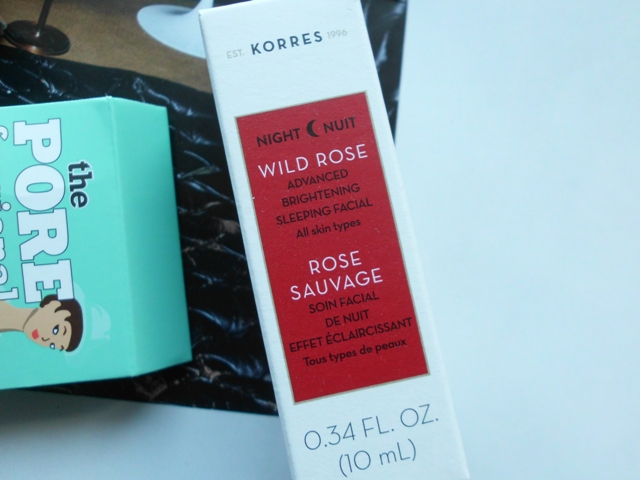 EST. KORRES 1996
NIGHT NUIT
WILD ROSE
ADVANCED
BRIGHTENING
SLEEPING FACIAL
All skin types
ROSE
SAUVAGE
SOIN FACIAL
DE NUIT
EFFET ÉCLAIRCISSANT
Tous types de peaux
0.34 FL. OZ.
(10 mL)
the
PORE